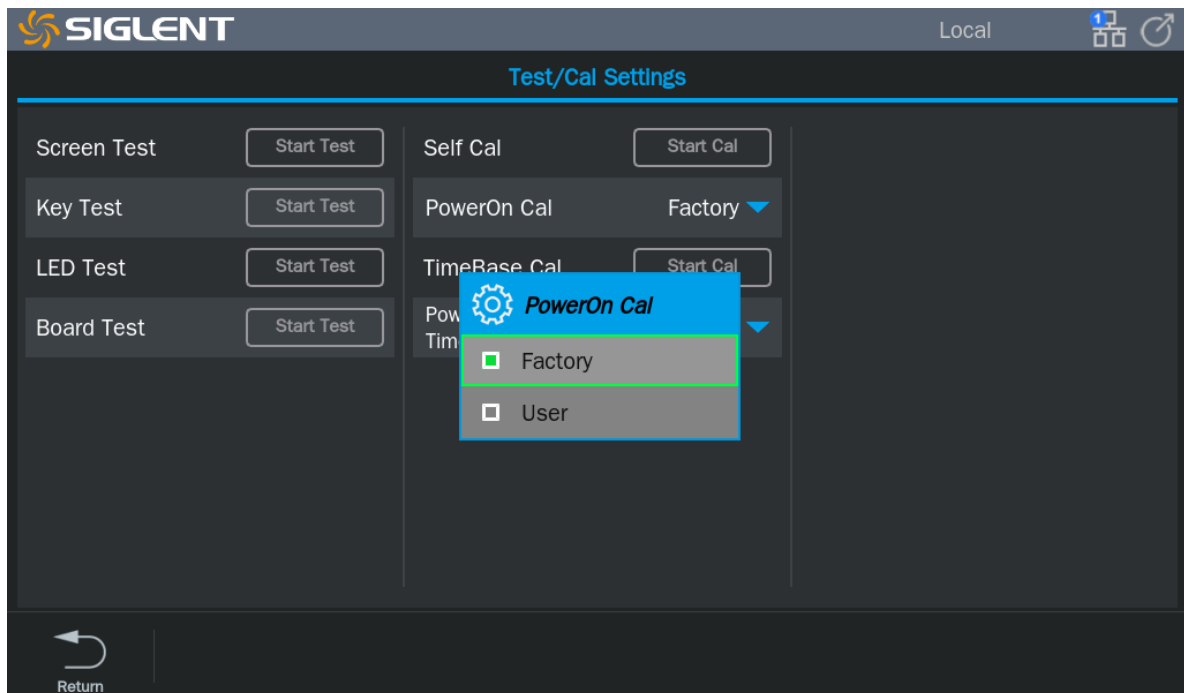 SIGLENT
Local
1
Test/Cal Settings
Screen Test
Start Test
Self Cal
Start Cal
Key Test
Start Test
PowerOn Cal
Factory
LED Test
Start Test
TimeBase Cal
Start Cal
Board Test
Start Test
Pow
Tim
PowerOn Cal
Factory
User
Return